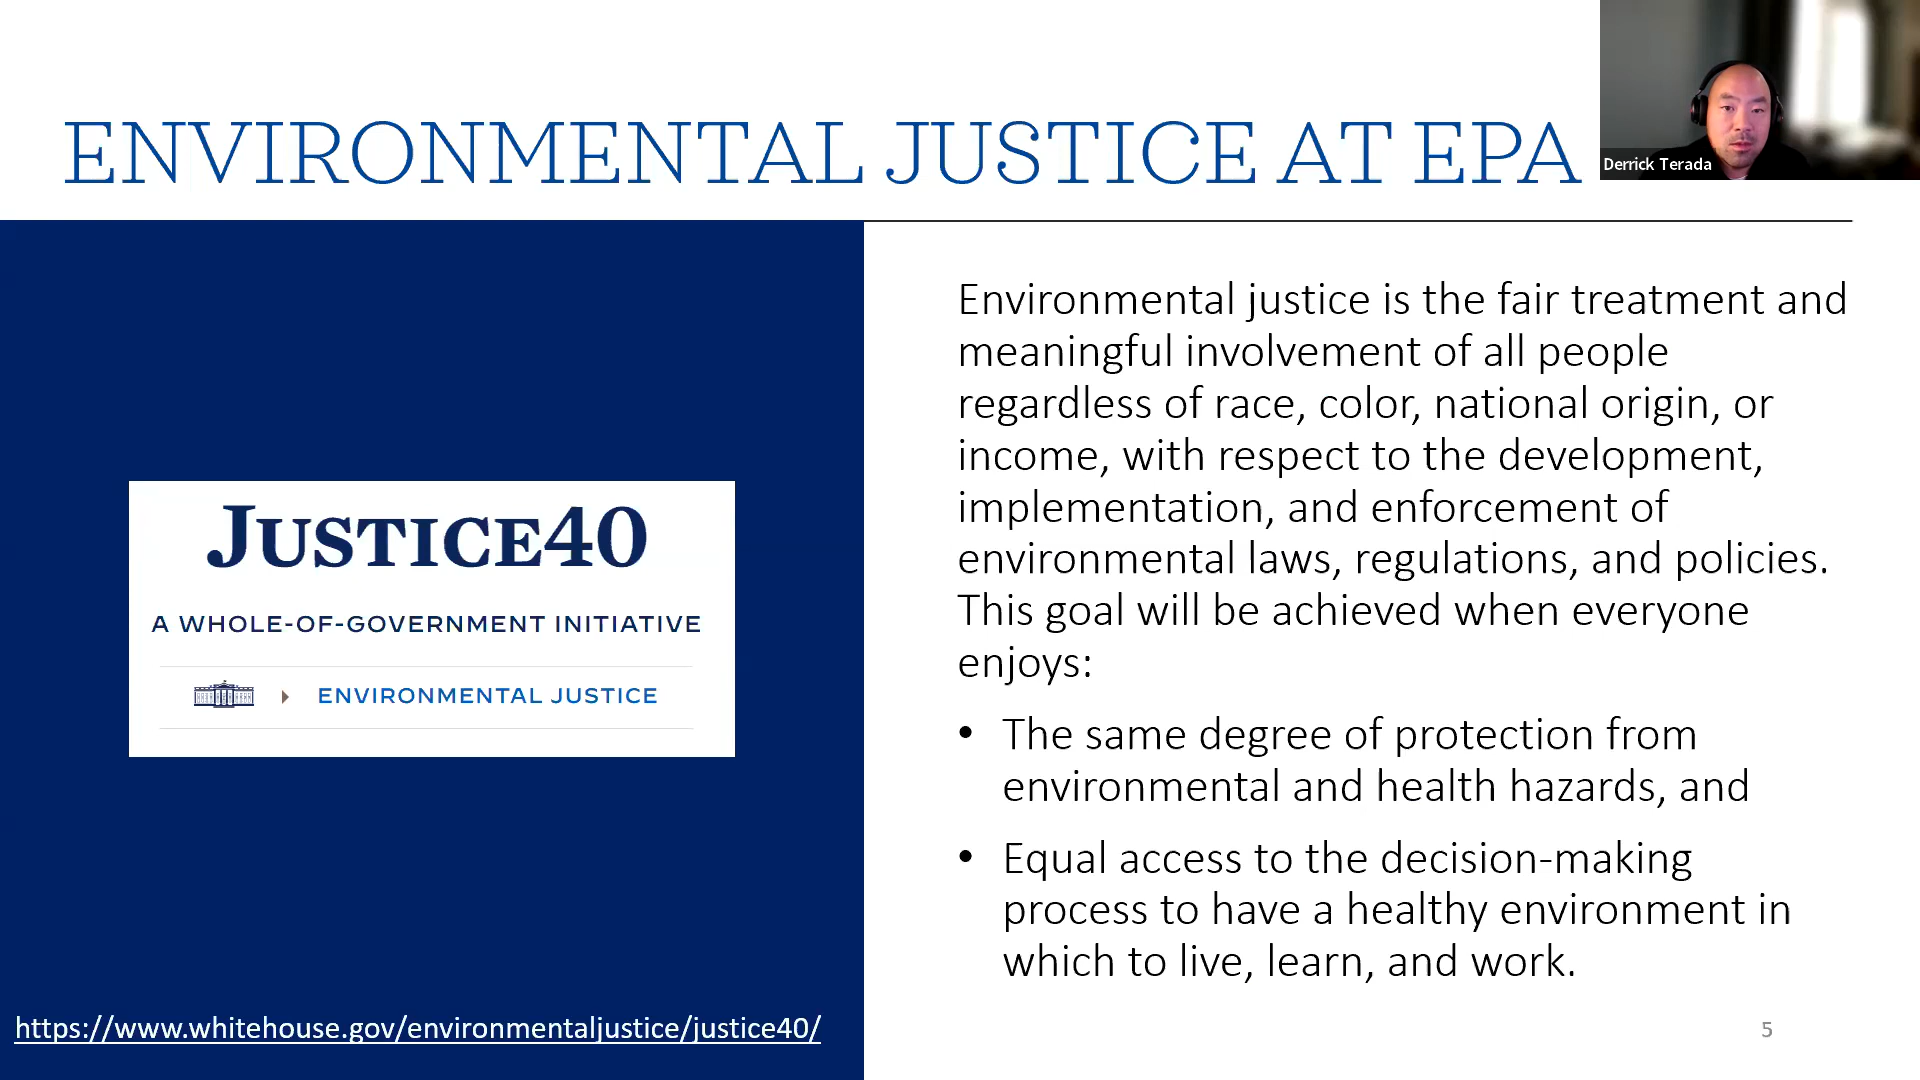 ENVIRONMENTAL JUSTICE AT EPA
Derrick Terada
JUSTICE40
A WHOLE-OF-GOVERNMENT INITIATIVE
ENVIRONMENTAL JUSTICE
https://www.whitehouse.gov/environmentaljustice/justice40/
Environmental justice is the fair treatment and
meaningful involvement of all people
regardless of race, color, national origin, or
income, with respect to the development,
implementation, and enforcement of
environmental laws, regulations, and policies.
This goal will be achieved when everyone
enjoys:
• The same degree of protection from
environmental and health hazards, and
• Equal access to the decision-making
process to have a healthy environment in
which to live, learn, and work.
5